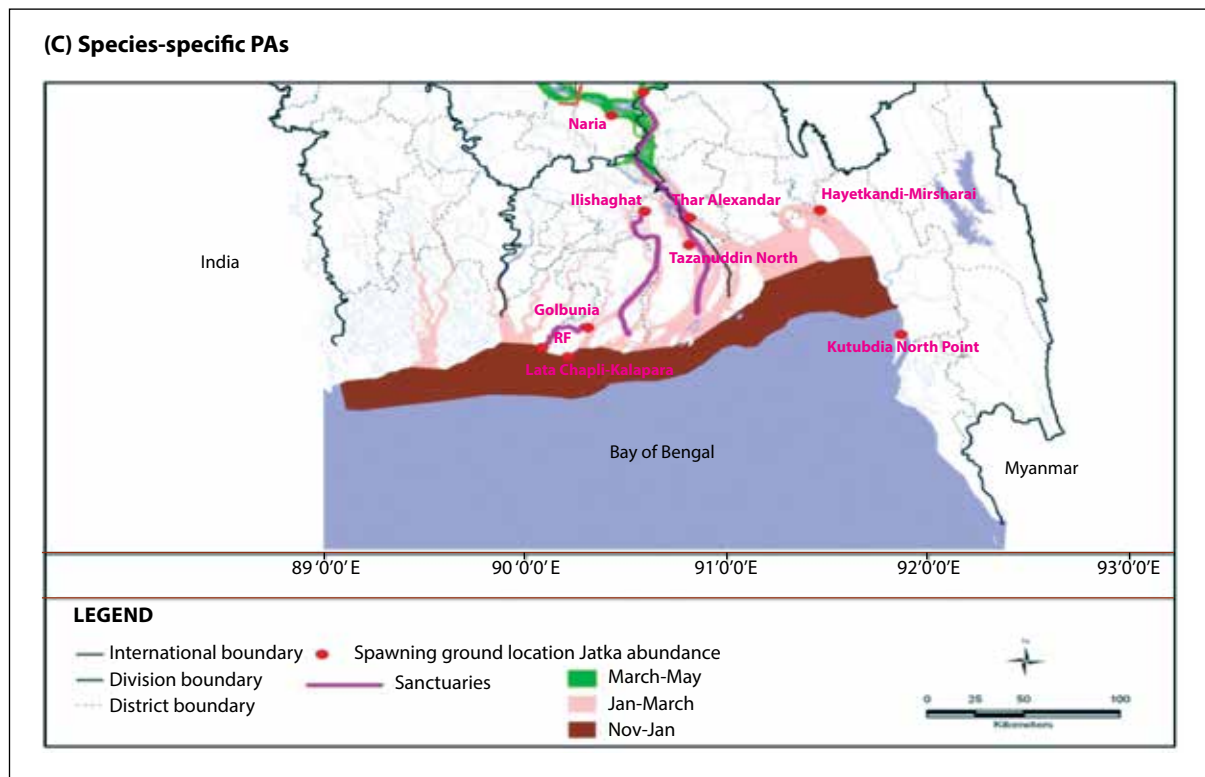 (C) Species-specific PAs
Naria
Ilishaghat
Thar Alexandar
Hayetkandi-Mirsharai
Tazanuddin North
India
Golbunia
RF
Kutubdia North Point
Lata Chapli-Kalapara
Bay of Bengal
Myanmar
89’0’0’E 90’0’0’E 91’0’0’E 92’0’0’E 93’0’0’E
LEGEND
International boundary
Division boundary
District boundary
Spawning ground location Jatka abundance
Sanctuaries
March-May
Jan-March
Nov-Jan
0 25 50 100
Kilometers